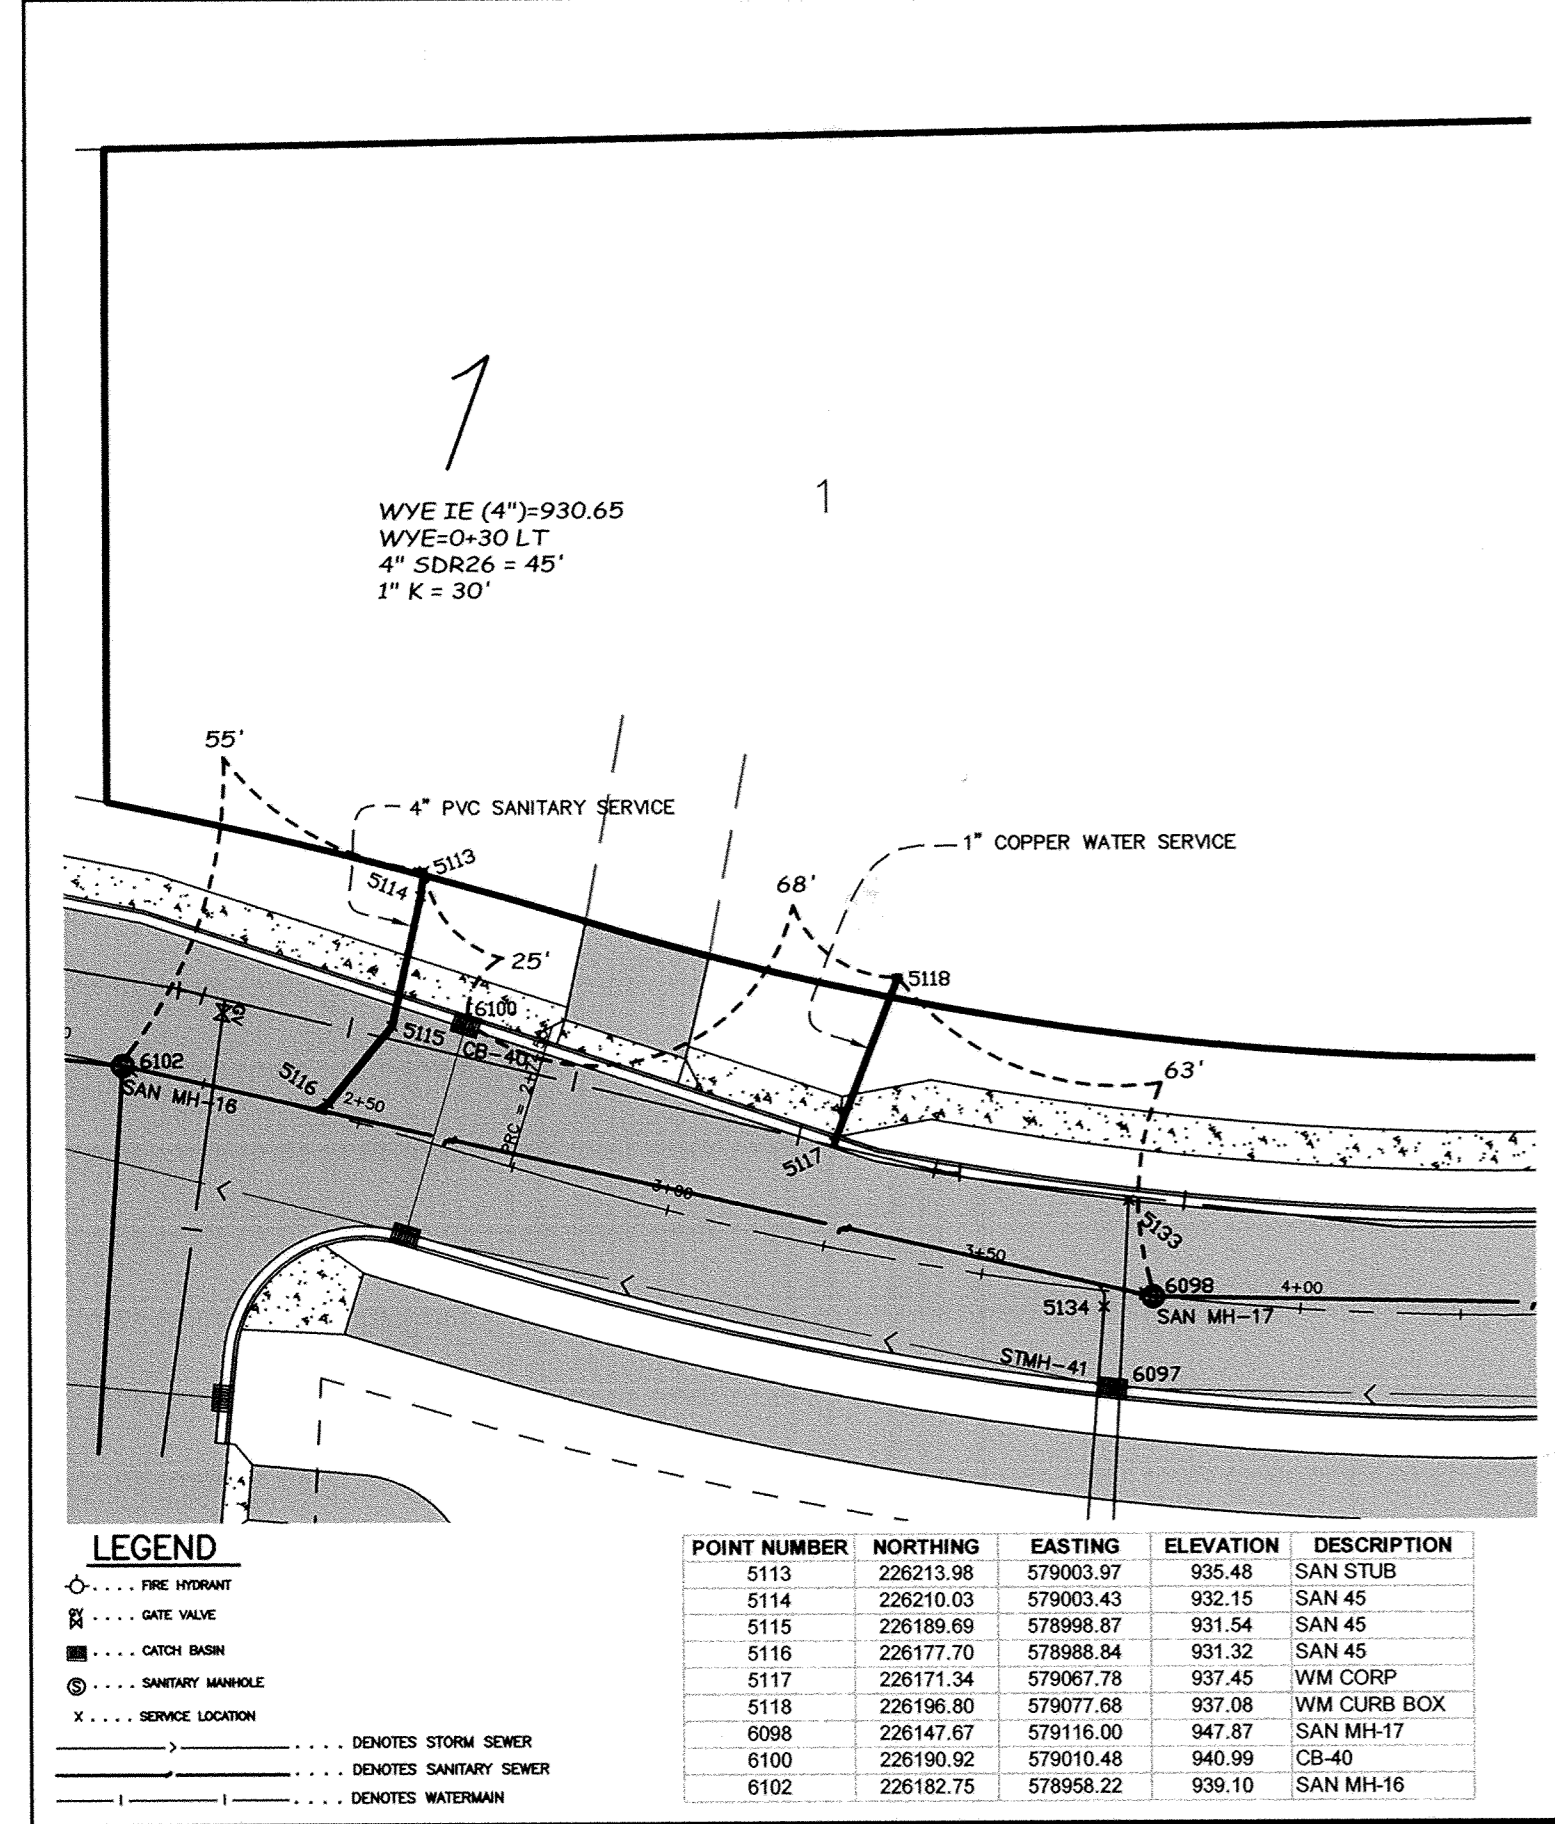 1
1
WYE IE (4")=930.65
WYE=0+30 LT
4" SDR26 = 45'
1" K = 30'
55'
4" PVC SANITARY SERVICE
1" COPPER WATER SERVICE
5113
5114
68'
25'
5118
GV
6100
5115
CB-40
PRC = 2+7
6102
SAN MH-16
5116
2+50
63'
5117
3+00
5133
3+50
6098
4+00
5134
SAN MH-17
STMH-41
6097
LEGEND
.... FIRE HYDRANT
GV .... GATE VALVE
.... CATCH BASIN
S .... SANITARY MANHOLE
X .... SERVICE LOCATION
.... DENOTES STORM SEWER
.... DENOTES SANITARY SEWER
.... DENOTES WATERMAIN
POINT NUMBER NORTHING EASTING ELEVATION DESCRIPTION
5113 226213.98 579003.97 935.48 SAN STUB
5114 226210.03 579003.43 932.15 SAN 45
5115 226189.69 578998.87 931.54 SAN 45
5116 226177.70 578988.84 931.32 SAN 45
5117 226171.34 579067.78 937.45 WM CORP
5118 226196.80 579077.68 937.08 WM CURB BOX
6098 226147.67 579116.00 947.87 SAN MH-17
6100 226190.92 579010.48 940.99 CB-40
6102 226182.75 578958.22 939.10 SAN MH-16